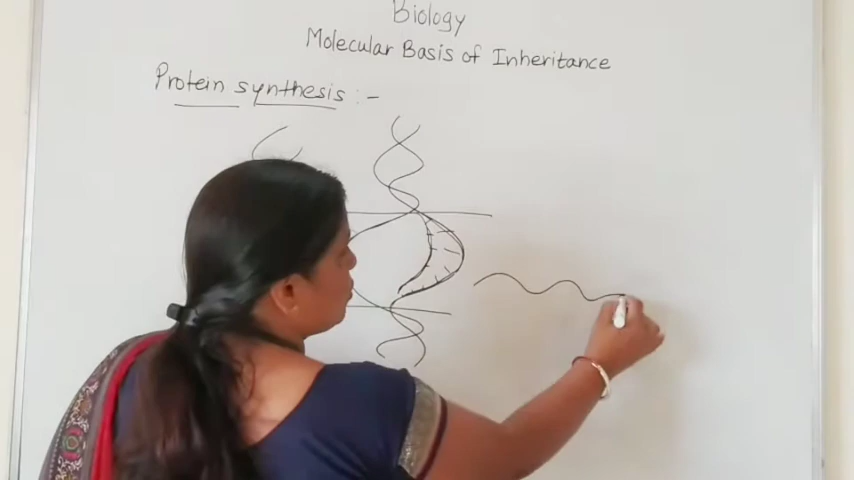 Biology
Molecular Basis of Inheritance
Protein synthesis :-